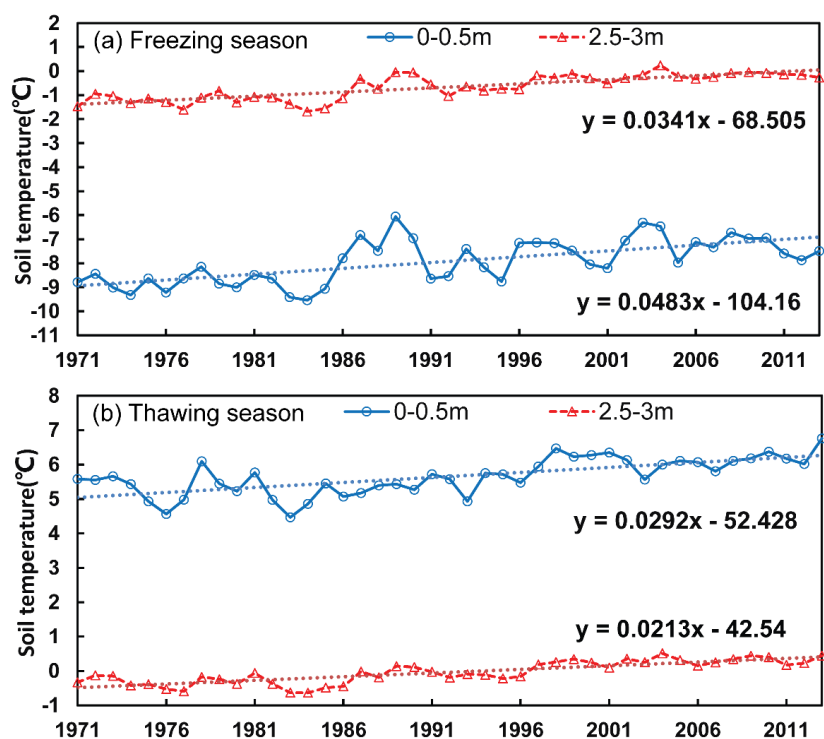 (a) Freezing season 0-0.5m 2.5-3m
Soil temperature(℃)
2
1
0
-1
-2
-3
-4
-5
-6
-7
-8
-9
-10
-11
y = 0.0341x - 68.505
y = 0.0483x - 104.16
1971 1976 1981 1986 1991 1996 2001 2006 2011
(b) Thawing season 0-0.5m 2.5-3m
Soil temperature(℃)
8
7
6
5
4
3
2
1
0
-1
y = 0.0292x - 52.428
y = 0.0213x - 42.54
1971 1976 1981 1986 1991 1996 2001 2006 2011